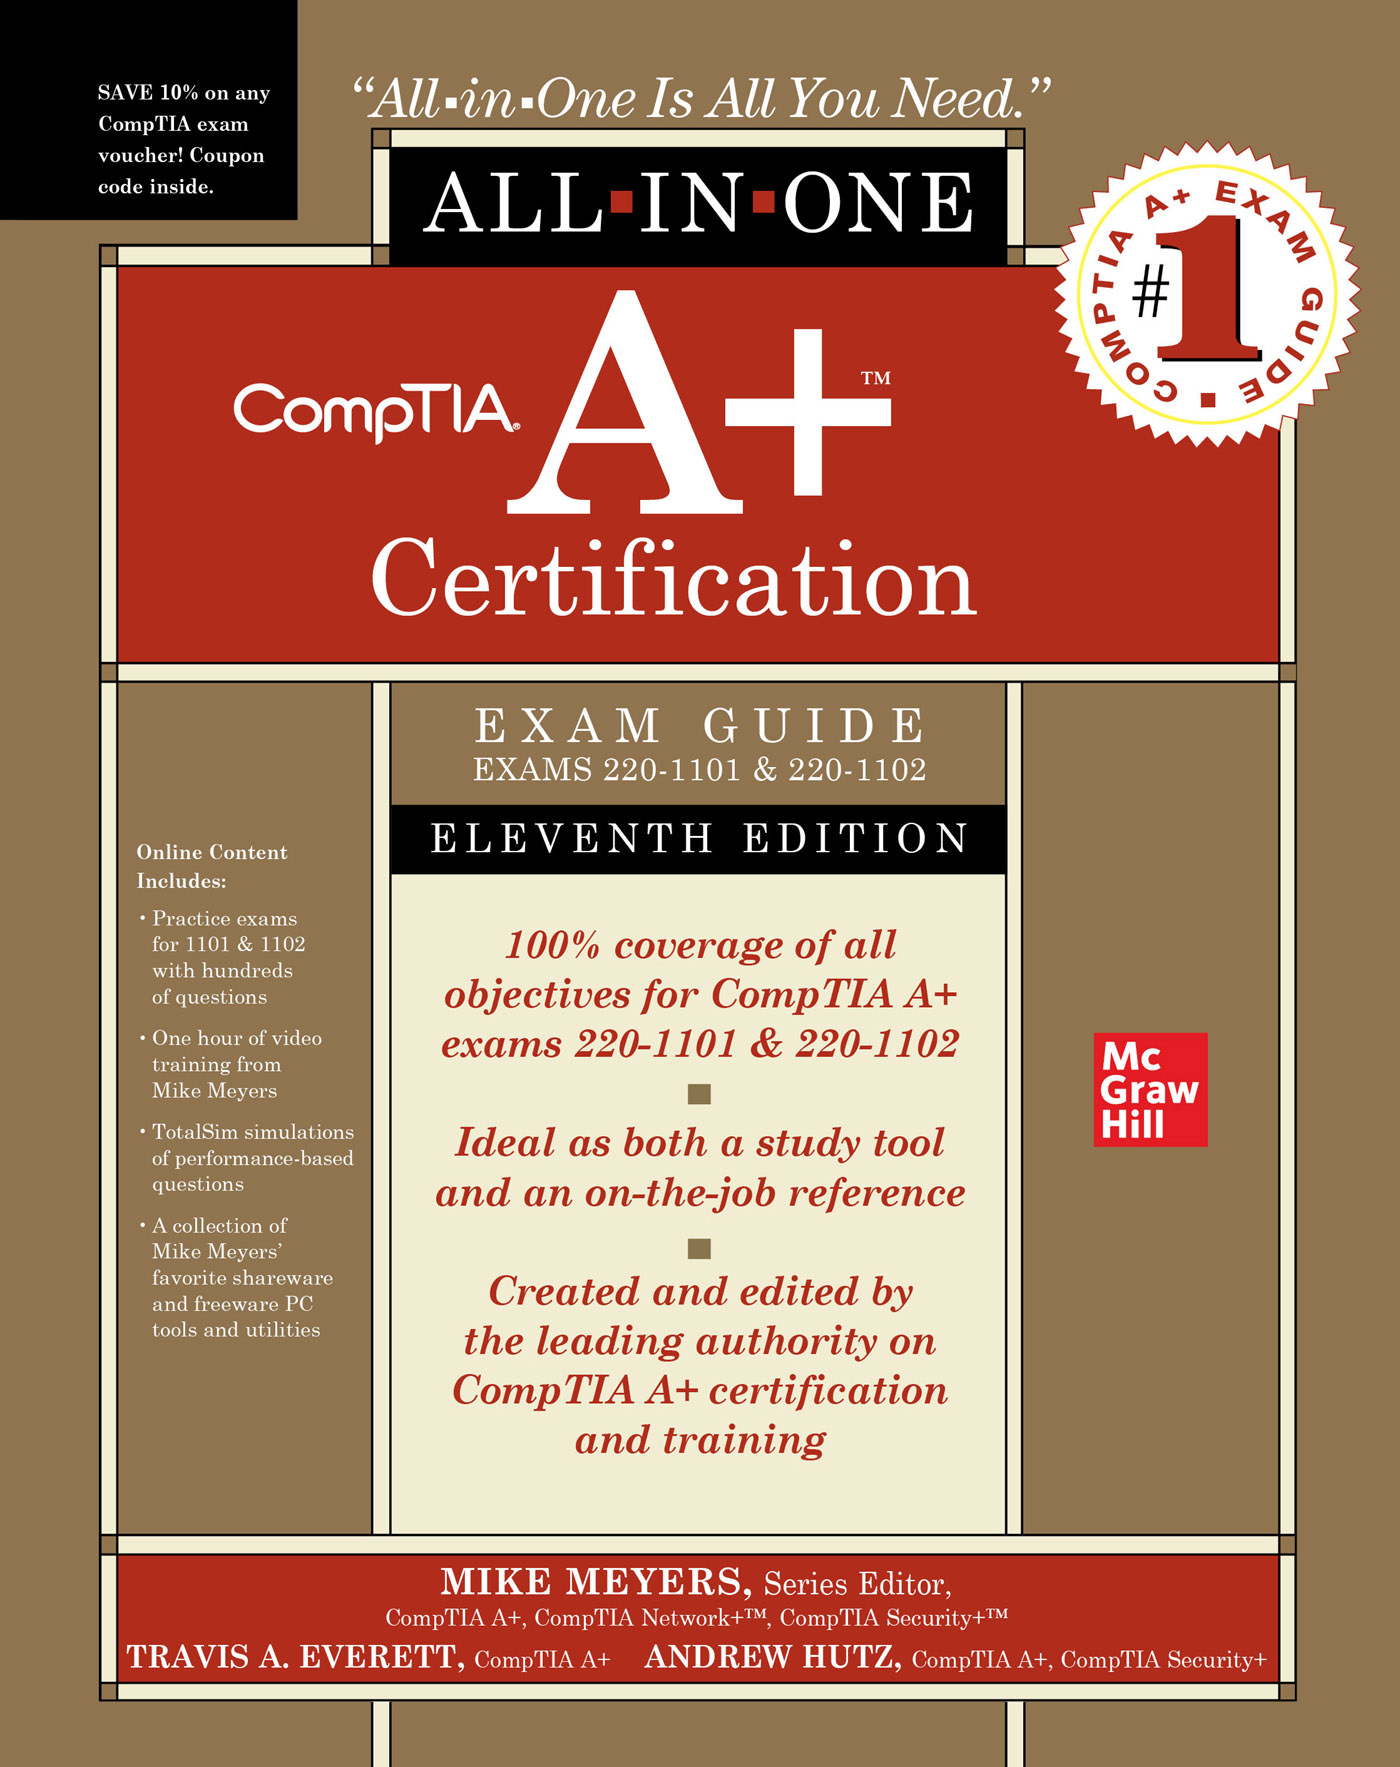 SAVE 10% on any
CompTIA exam
voucher! Coupon
code inside.
“All▪in▪One Is All You Need.”
ALL▪IN▪ONE
COMPTIA A+ EXAM GUIDE ▪
#1
CompTIA® A+™
Certification
EXAM GUIDE
EXAMS 220-1101 & 220-1102
ELEVENTH EDITION
Online Content
Includes:
• Practice exams
for 1101 & 1102
with hundreds
of questions
• One hour of video
training from
Mike Meyers
• TotalSim simulations
of performance-based
questions
• A collection of
Mike Meyers’
favorite shareware
and freeware PC
tools and utilities
100% coverage of all
objectives for CompTIA A+
exams 220-1101 & 220-1102
Ideal as both a study tool
and an on-the-job reference
Created and edited by
the leading authority on
CompTIA A+ certification
and training
Mc
Graw
Hill
MIKE MEYERS, Series Editor,
CompTIA A+, CompTIA Network+™, CompTIA Security+™
TRAVIS A. EVERETT, CompTIA A+ ANDREW HUTZ, CompTIA A+, CompTIA Security+